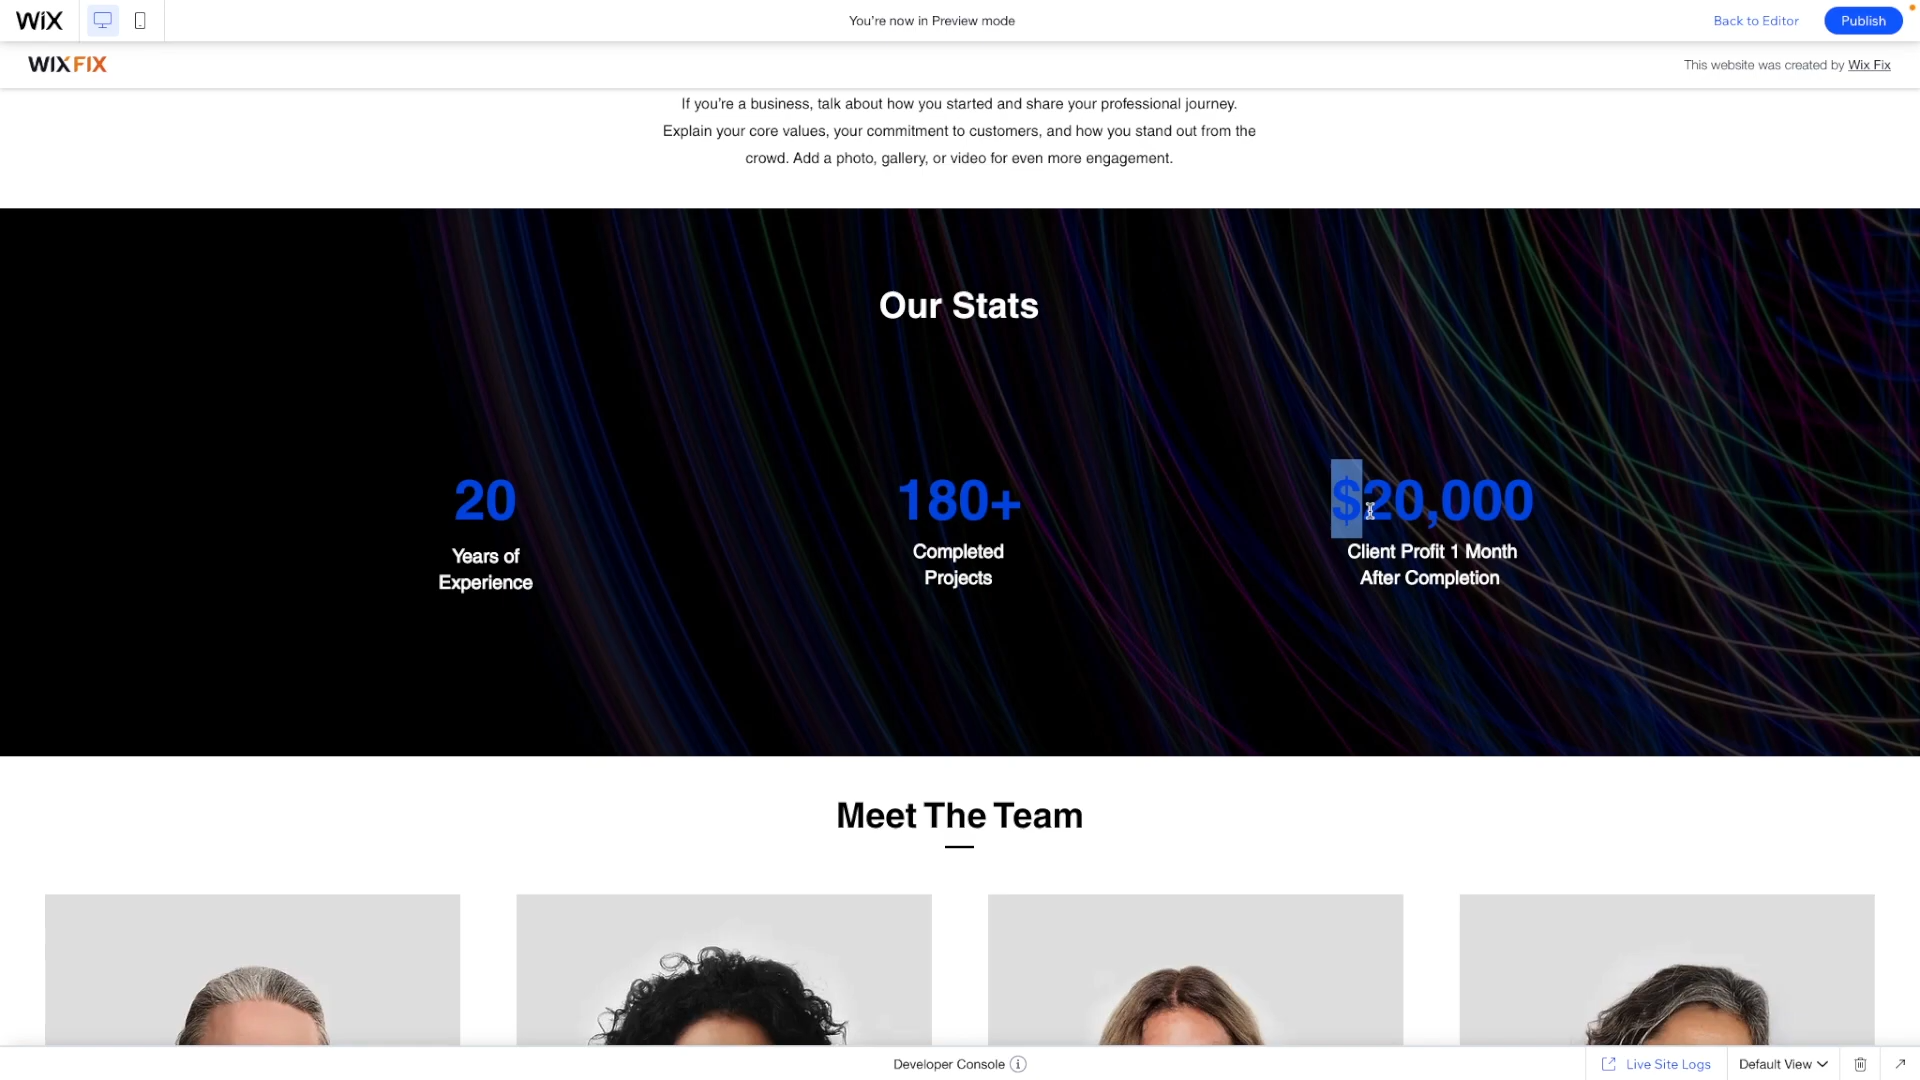 WiX
You're now in Preview mode
Back to Editor
Publish
WIXFIX
This website was created by Wix Fix
If you're a business, talk about how you started and share your professional journey.
Explain your core values, your commitment to customers, and how you stand out from the
crowd. Add a photo, gallery, or video for even more engagement.
Our Stats
20
Years of
Experience
180+
Completed
Projects
$20,000
Client Profit 1 Month
After Completion
Meet The Team
Developer Console
Live Site Logs
Default View